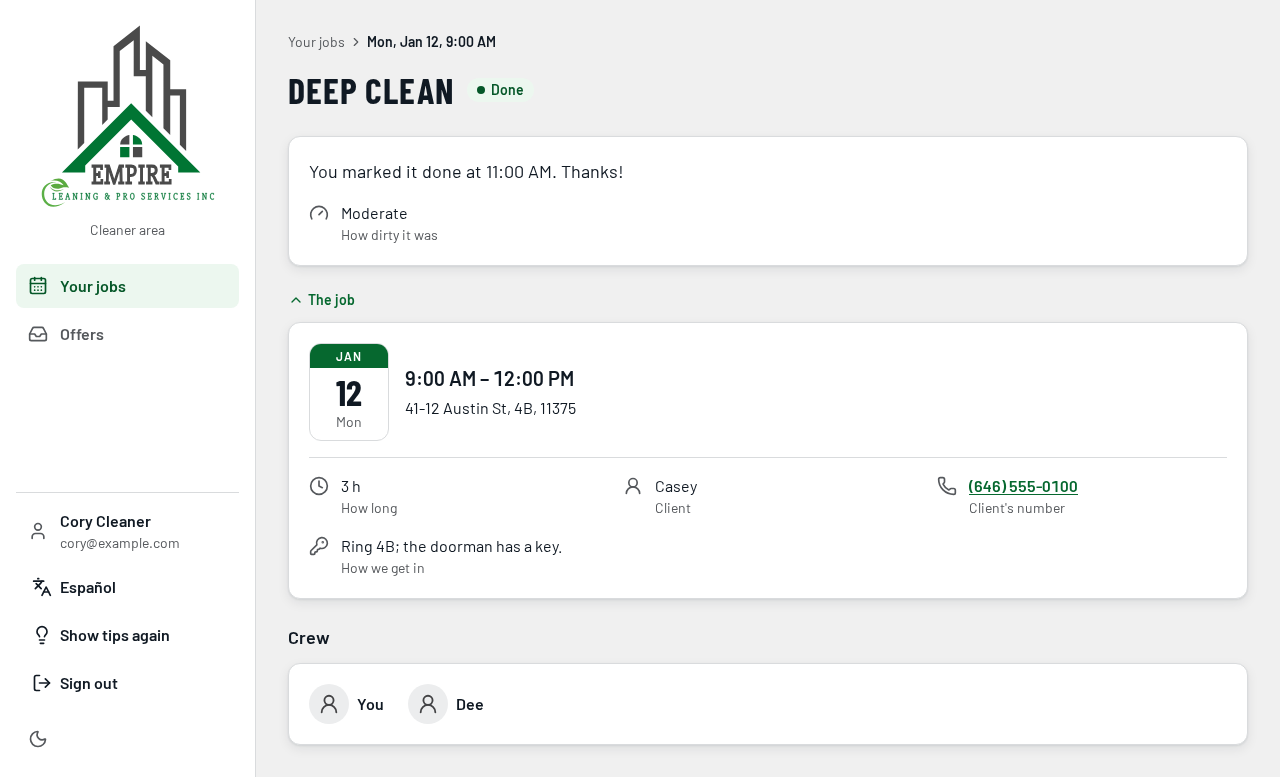 EMPIRE
LEANING & PRO SERVICES INC
Cleaner area
Your jobs
Offers
Cory Cleaner
cory@example.com
Español
Show tips again
Sign out
Your jobs > Mon, Jan 12, 9:00 AM
DEEP CLEAN
Done
You marked it done at 11:00 AM. Thanks!
Moderate
How dirty it was
The job
JAN
12
Mon
9:00 AM – 12:00 PM
41-12 Austin St, 4B, 11375
3 h
How long
Casey
Client
(646) 555-0100
Client's number
Ring 4B; the doorman has a key.
How we get in
Crew
You
Dee